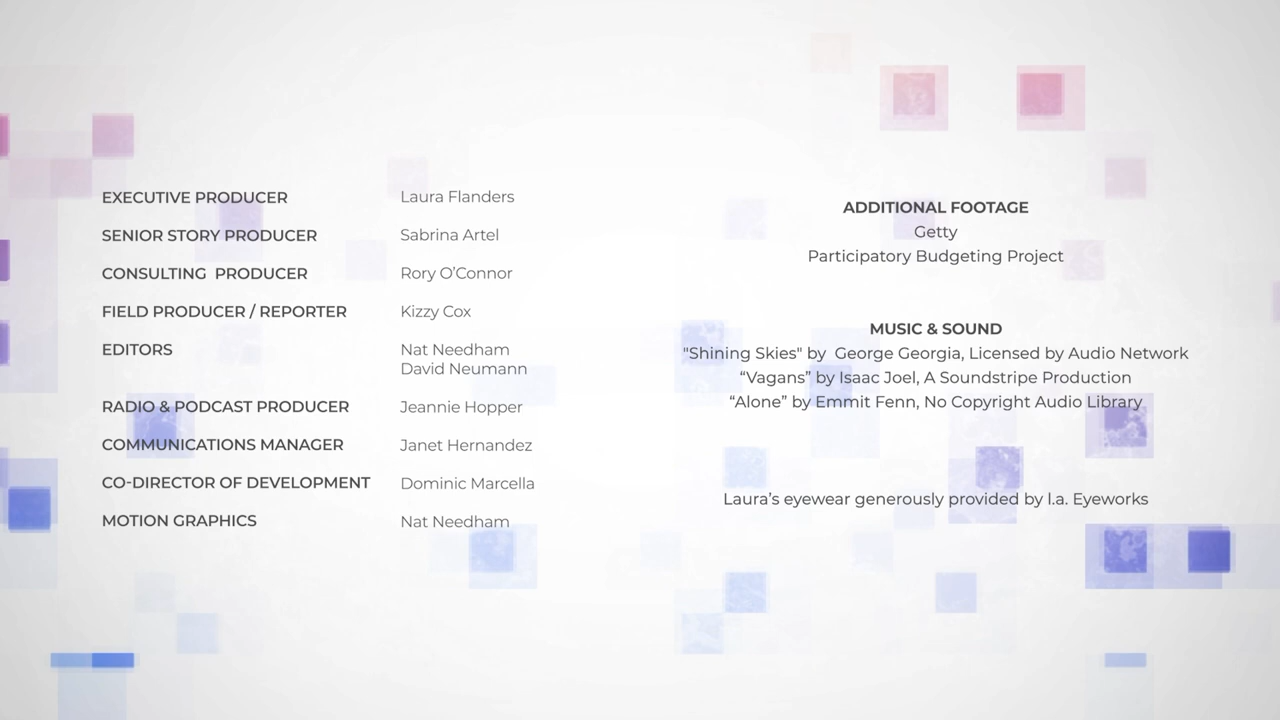 EXECUTIVE PRODUCER Laura Flanders
SENIOR STORY PRODUCER Sabrina Artel
CONSULTING  PRODUCER Rory O’Connor
FIELD PRODUCER / REPORTER Kizzy Cox
EDITORS Nat Needham
David Neumann
RADIO & PODCAST PRODUCER Jeannie Hopper
COMMUNICATIONS MANAGER Janet Hernandez
CO-DIRECTOR OF DEVELOPMENT Dominic Marcella
MOTION GRAPHICS Nat Needham
ADDITIONAL FOOTAGE
Getty
Participatory Budgeting Project
MUSIC & SOUND
"Shining Skies" by  George Georgia, Licensed by Audio Network
“Vagans” by Isaac Joel, A Soundstripe Production
“Alone” by Emmit Fenn, No Copyright Audio Library
Laura’s eyewear generously provided by l.a. Eyeworks